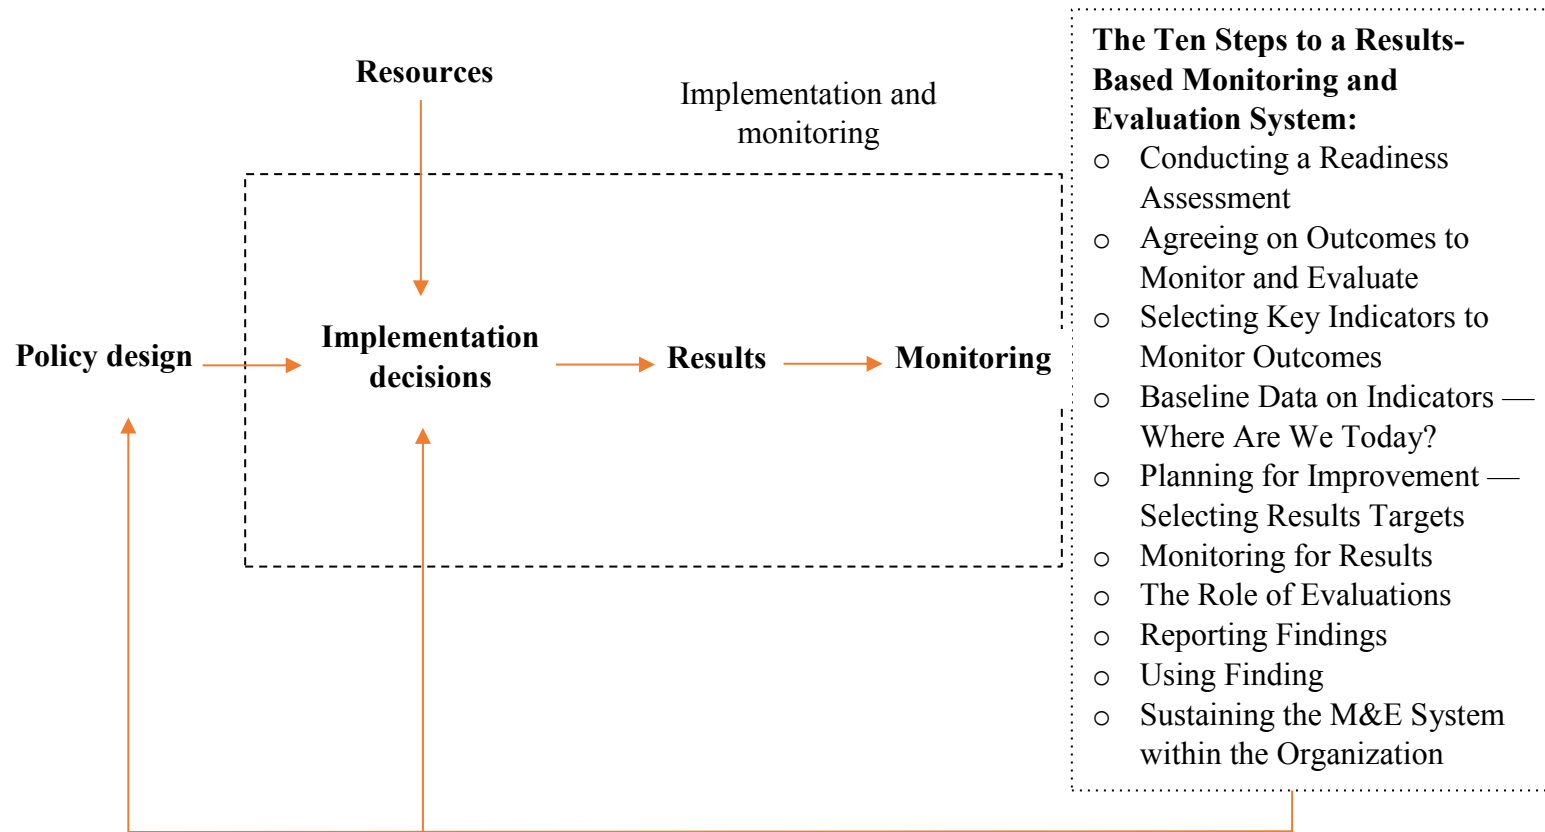 Resources
Implementation and
monitoring
Policy design
Implementation
decisions
Results
Monitoring
The Ten Steps to a Results-
Based Monitoring and
Evaluation System:
o Conducting a Readiness
Assessment
o Agreeing on Outcomes to
Monitor and Evaluate
o Selecting Key Indicators to
Monitor Outcomes
o Baseline Data on Indicators —
Where Are We Today?
o Planning for Improvement —
Selecting Results Targets
o Monitoring for Results
o The Role of Evaluations
o Reporting Findings
o Using Finding
o Sustaining the M&E System
within the Organization